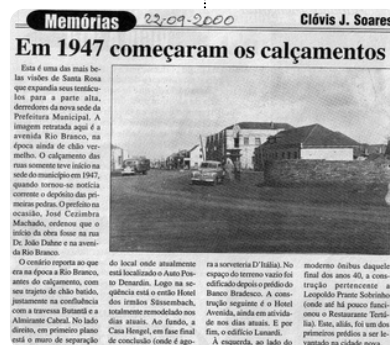 Memórias
22-09-2000
Clóvis J. Soares
Em 1947 começaram os calçamentos
Esta é uma das mais be-
las visões de Santa Rosa
que expandia seus tentácu-
los para a parte alta,
derredores da nova sede da
Prefeitura Municipal. A
imagem retratada aqui é a
avenida Rio Branco, na
época ainda de chão ver-
melho. O calçamento das
ruas somente teve início na
sede do município em 1947,
quando tornou-se notícia
corrente o depósito das pri-
meiras pedras. O prefeito na
ocasião, José Cezimbra
Machado, ordenou que o
início da obra fosse na rua
Dr. João Dahne e na aveni-
da Rio Branco.
O cenário reporta ao que
era na época a Rio Branco,
antes do calçamento, com
seu trajeto de chão batido,
justamente na confluência
com a travessa Butantã e a
Almirante Cabral. No lado
direito, em primeiro plano
está o muro de separação
do local onde atualmente
está localizado o Auto Pos-
to Denardin. Logo na se-
qüência está o então Hotel
dos irmãos Süssembach,
totalmente remodelado nos
dias atuais. Ao fundo, a
Casa Hengel, em fase final
de conclusão (onde é ago-
ra a sorveteria D'Itália). No
espaço do terreno vazio foi
edificado depois o prédio do
Banco Bradesco. A cons-
trução seguinte é o Hotel
Avenida, ainda em ativida-
de nos dias atuais. E por
fim, o edifício Lenardi.
À esquerda, ao lado do
moderno ônibus daquele
final dos anos 40, a cons-
trução pertencente a
Leopoldo Prante Sobrinho
(onde até há pouco funci-
onou o Restaurante Tertú-
lia). Este, aliás, foi um dos
primeiros prédios a ser le-
vantado na cidade nova.